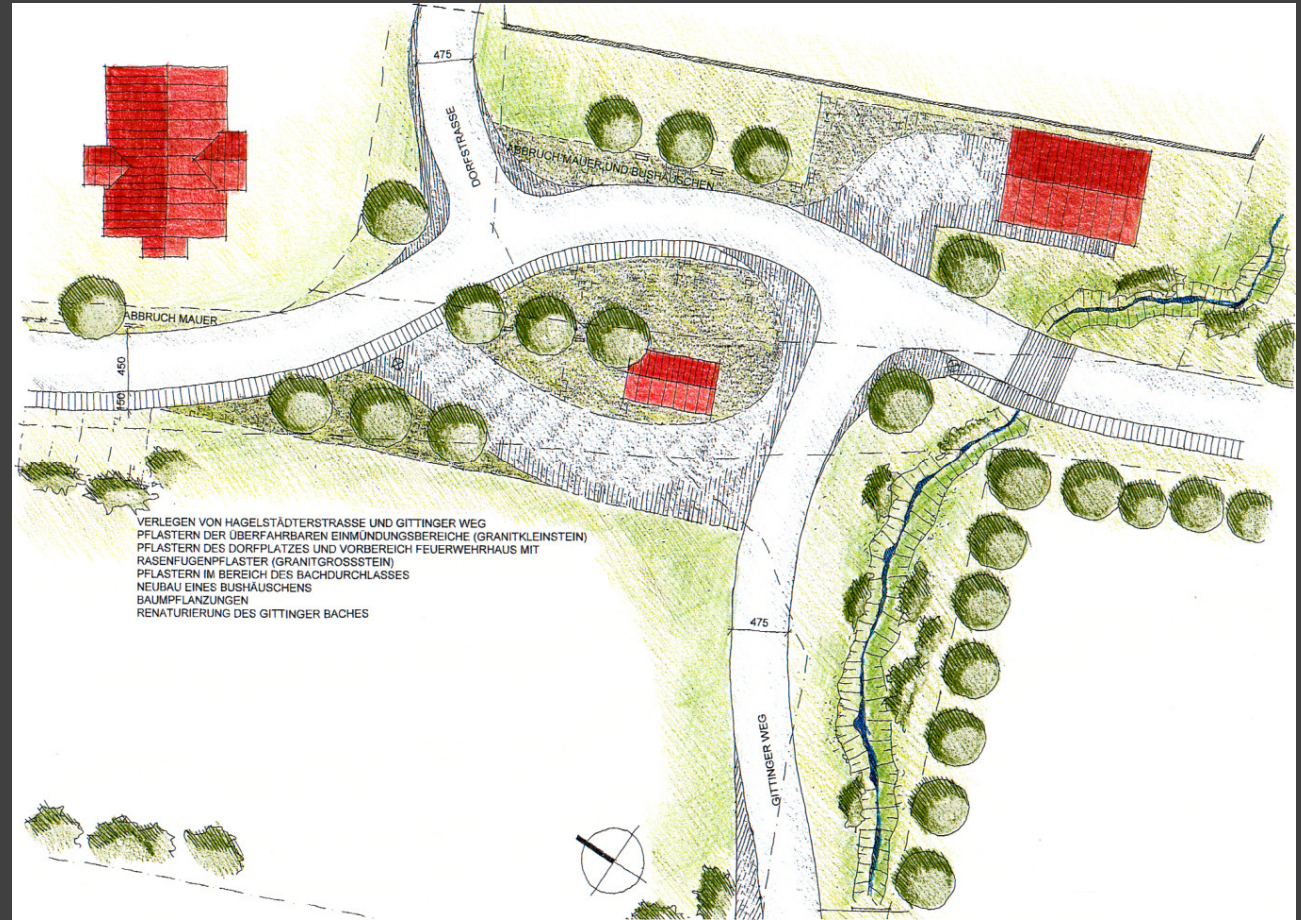 475
DORFSTRASSE
ABBRUCH MAUER UND BUSHÄUSCHEN
ABBRUCH MAUER
450
150
VERLEGEN VON HAGELSTÄDTERSTRASSE UND GITTINGER WEG
PFLASTERN DER ÜBERFAHRBAREN EINMÜNDUNGSBEREICHE (GRANITKLEINSTEIN)
PFLASTERN DES DORFPLATZES UND VORBEREICH FEUERWEHRHAUS MIT
RASENFUGENPFLASTER (GRANITGROSSSTEIN)
PFLASTERN IM BEREICH DES BACHDURCHLASSES
NEUBAU EINES BUSHÄUSCHENS
BAUMPFLANZUNGEN
RENATURIERUNG DES GITTINGER BACHES
475
GITTINGER WEG